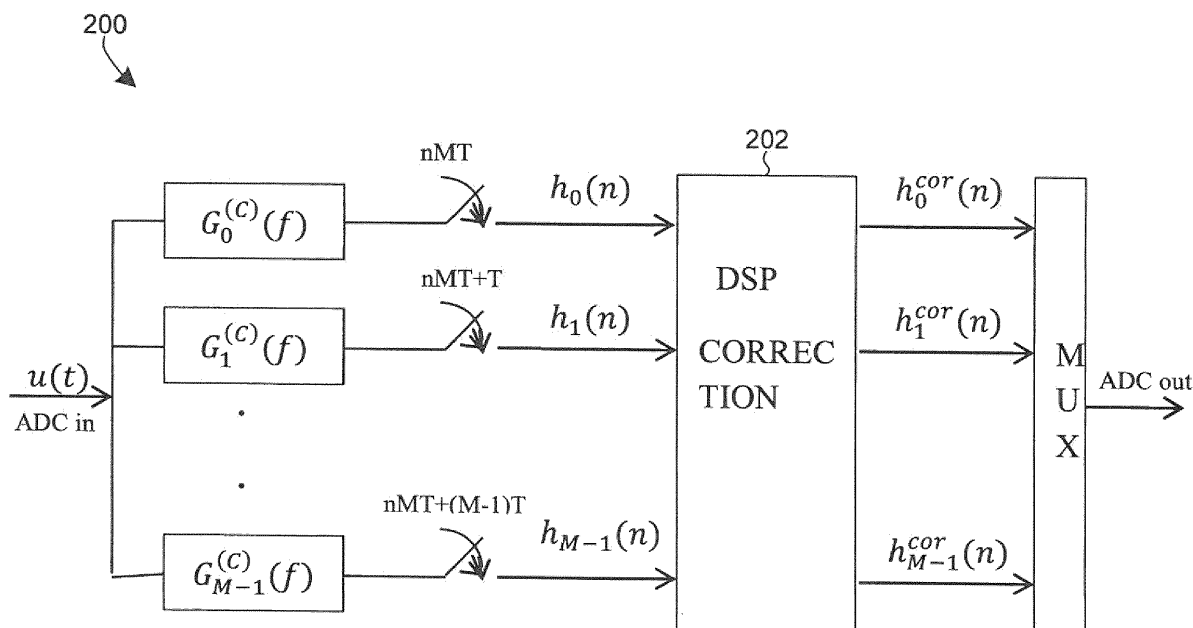 200
202
nMT
G_0^{(C)}(f)
h_0(n)
h_0^{cor}(n)
nMT+T
G_1^{(C)}(f)
h_1(n)
h_1^{cor}(n)
DSP
CORREC
TION
M
U
X
u(t)
ADC in
ADC out
nMT+(M-1)T
G_{M-1}^{(C)}(f)
h_{M-1}(n)
h_{M-1}^{cor}(n)